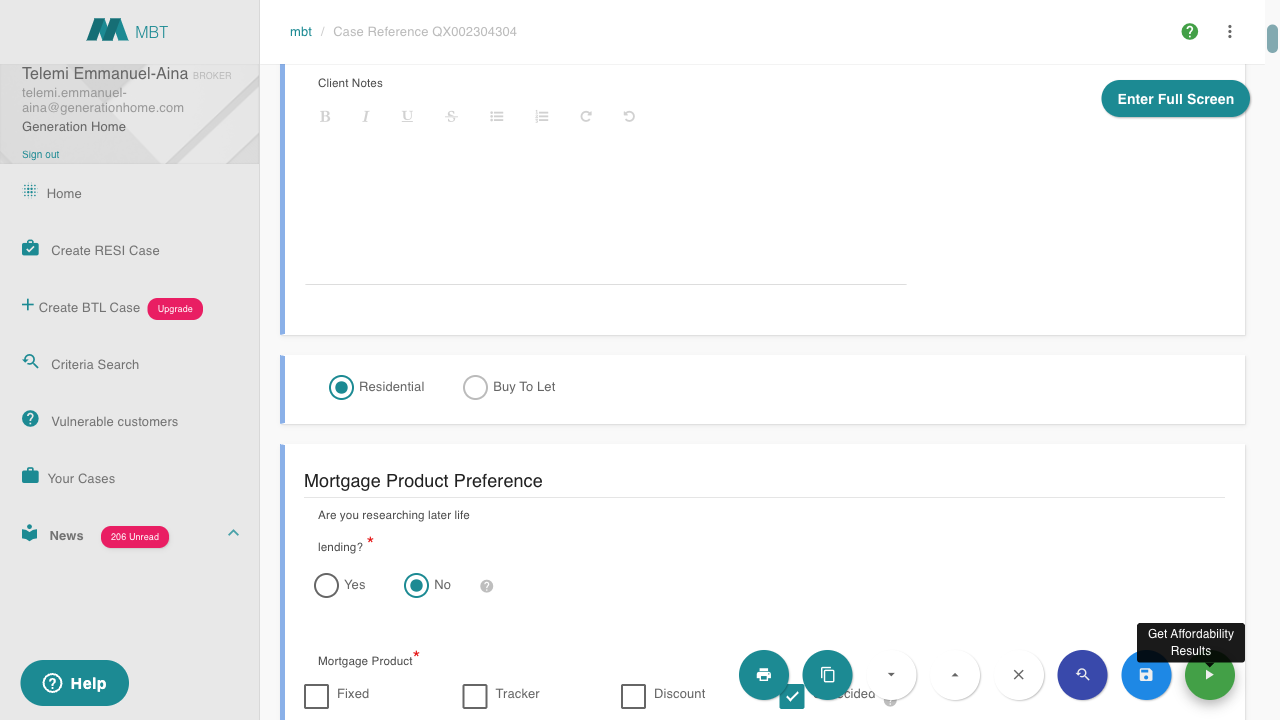 MBT
mbt / Case Reference QX002304304
Telemi Emmanuel-Aina BROKER
telemi.emmanuel-
aina@generationhome.com
Generation Home
Sign out
Home
Create RESI Case
Create BTL Case Upgrade
Criteria Search
Vulnerable customers
Your Cases
News 206 Unread
Help
Client Notes
Enter Full Screen
B I U S
Residential Buy To Let
Mortgage Product Preference
Are you researching later life
lending? *
Yes No
Get Affordability
Results
Mortgage Product*
Fixed Tracker Discount